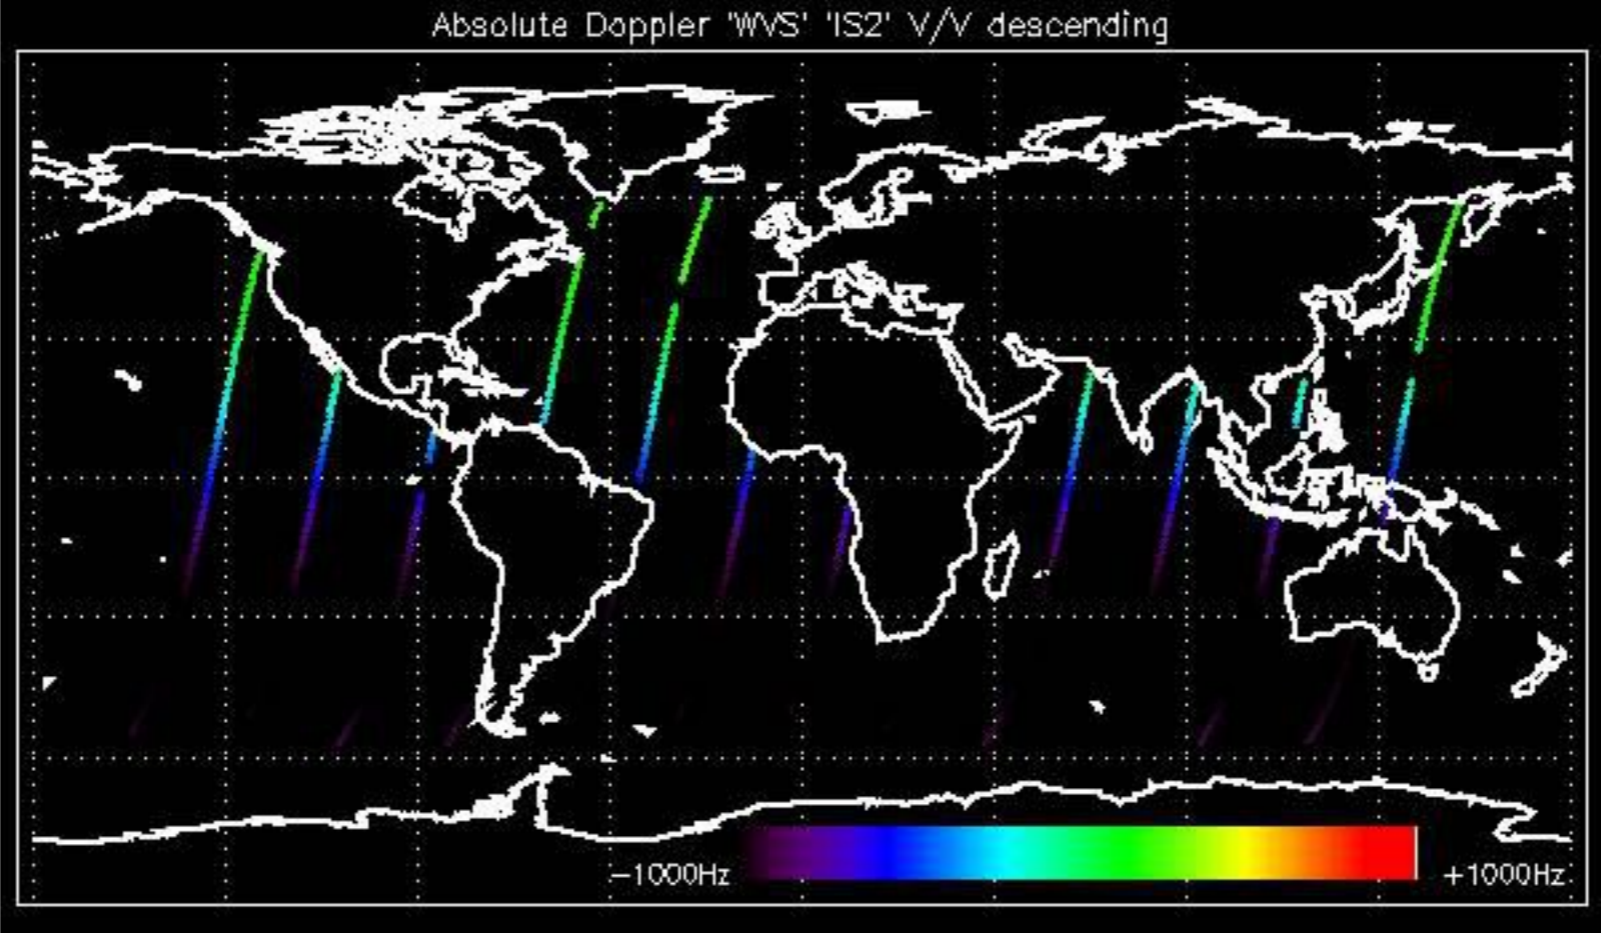 Absolute Doppler 'WVS' 'IS2' V/V descending
−1000Hz +1000Hz